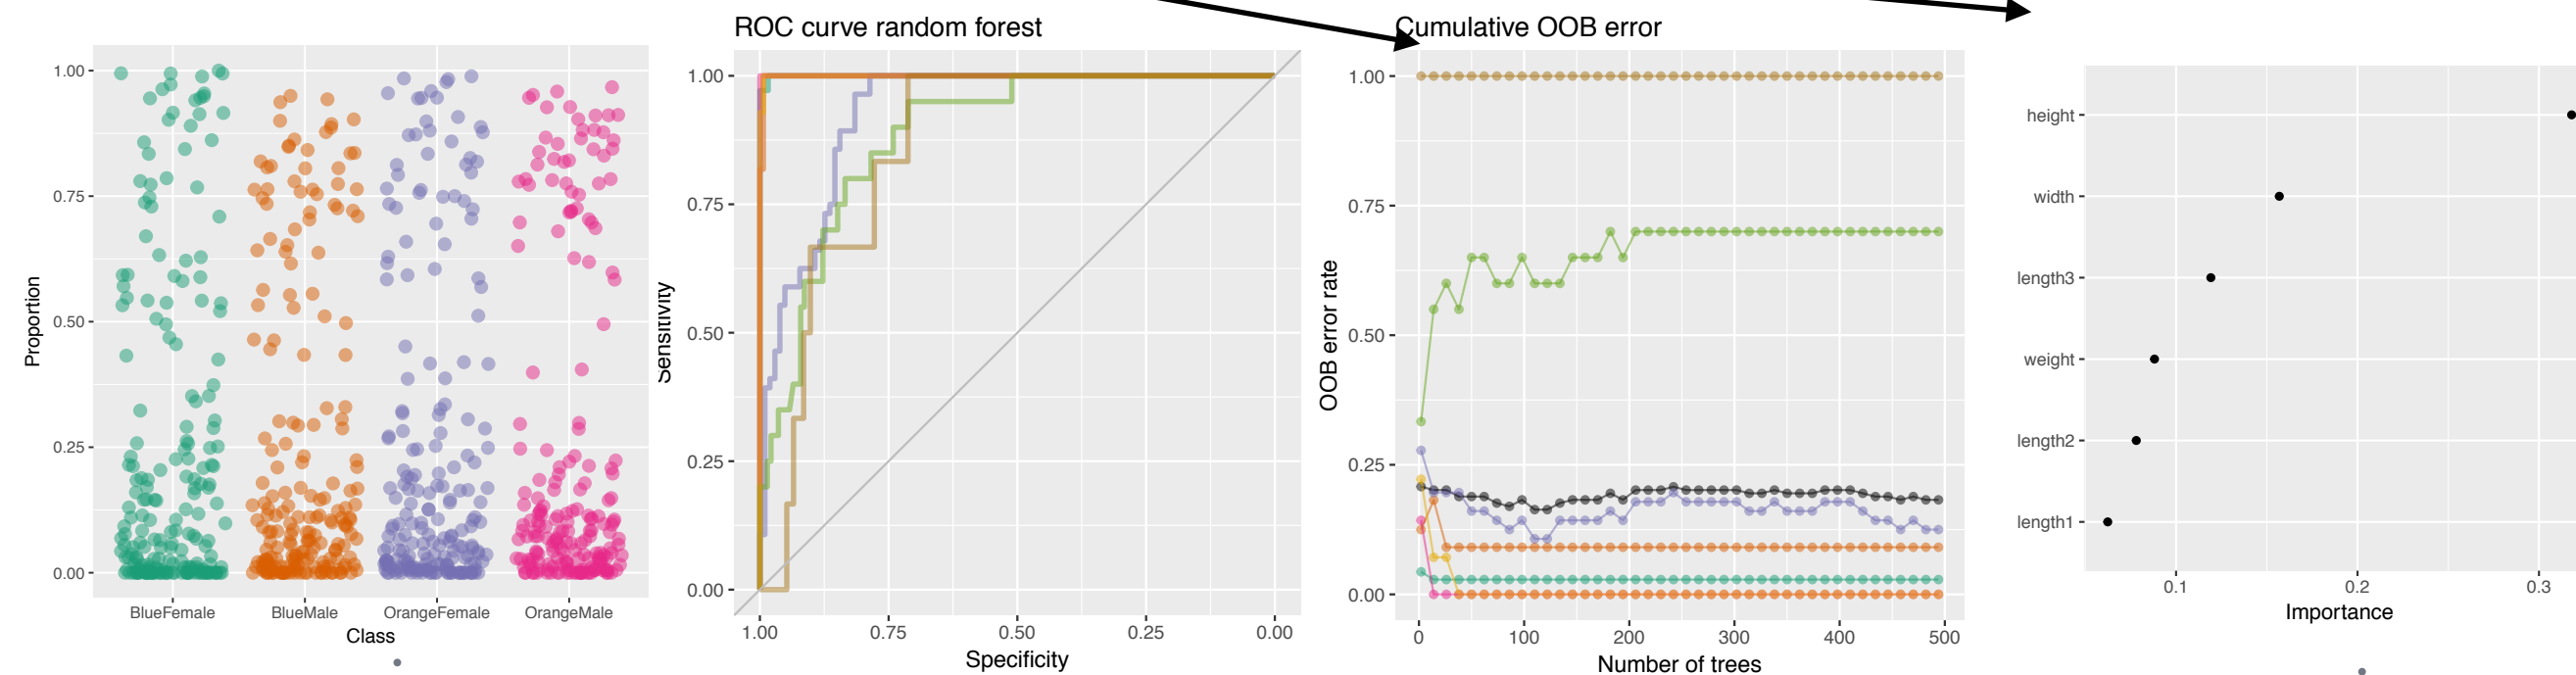 1.00
0.75
0.50
0.25
0.00
Proportion
BlueFemale BlueMale OrangeFemale OrangeMale
Class
ROC curve random forest
1.00
0.75
0.50
0.25
0.00
Sensitivity
1.00 0.75 0.50 0.25 0.00
Specificity
Cumulative OOB error
1.00
0.75
0.50
0.25
0.00
OOB error rate
0 100 200 300 400 500
Number of trees
height
width
length3
weight
length2
length1
0.1 0.2 0.3
Importance